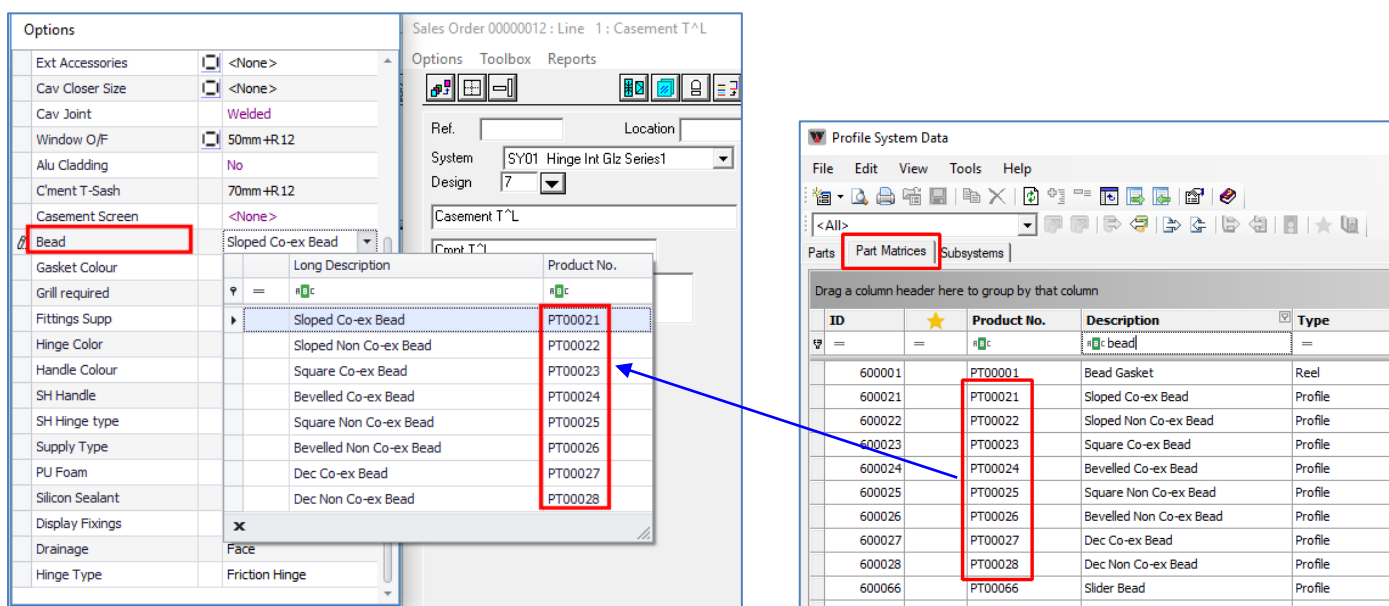 Options
Ext Accessories <None>
Cav Closer Size <None>
Cav Joint Welded
Window O/F 50mm+R12
Alu Cladding No
C'ment T-Sash 70mm+R12
Casement Screen <None>
Bead Sloped Co-ex Bead
Gasket Colour
Grill required
Fittings Supp
Hinge Color
Handle Colour
SH Handle
SH Hinge type
Supply Type
PU Foam
Silicon Sealant
Display Fixings
Drainage Face
Hinge Type Friction Hinge
Long Description Product No.
=
Sloped Co-ex Bead PT00021
Sloped Non Co-ex Bead PT00022
Square Co-ex Bead PT00023
Bevelled Co-ex Bead PT00024
Square Non Co-ex Bead PT00025
Bevelled Non Co-ex Bead PT00026
Dec Co-ex Bead PT00027
Dec Non Co-ex Bead PT00028
Sales Order 00000012 : Line 1 : Casement T^L
Options Toolbox Reports
Ref. Location
System SY01 Hinge Int Glz Series1
Design 7
Casement T^L
Cmpt T^L
Profile System Data
File Edit View Tools Help
<All>
Parts Part Matrices Subsystems
Drag a column header here to group by that column
ID Product No. Description Type
= = ABC ABC bead =
600001 PT00001 Bead Gasket Reel
600021 PT00021 Sloped Co-ex Bead Profile
600022 PT00022 Sloped Non Co-ex Bead Profile
600023 PT00023 Square Co-ex Bead Profile
600024 PT00024 Bevelled Co-ex Bead Profile
600025 PT00025 Square Non Co-ex Bead Profile
600026 PT00026 Bevelled Non Co-ex Bead Profile
600027 PT00027 Dec Co-ex Bead Profile
600028 PT00028 Dec Non Co-ex Bead Profile
600066 PT00066 Slider Bead Profile